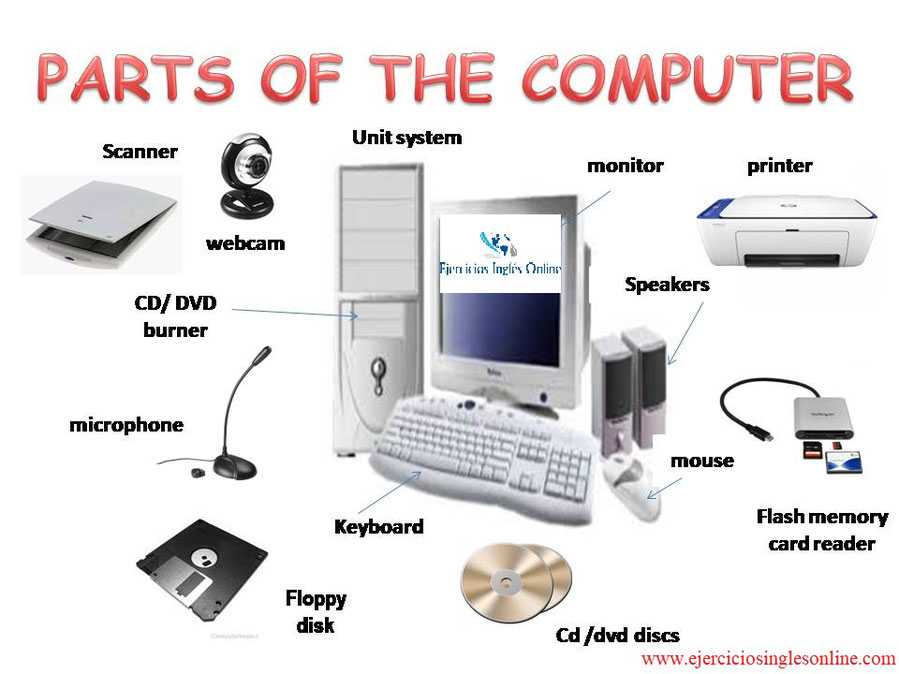 PARTS OF THE COMPUTER
Unit system
Scanner
monitor
printer
webcam
Ejercicios Inglés Online
Speakers
CD/ DVD
burner
microphone
mouse
Flash memory
card reader
Keyboard
Floppy
disk
Cd /dvd discs
www.ejerciciosinglesonline.com